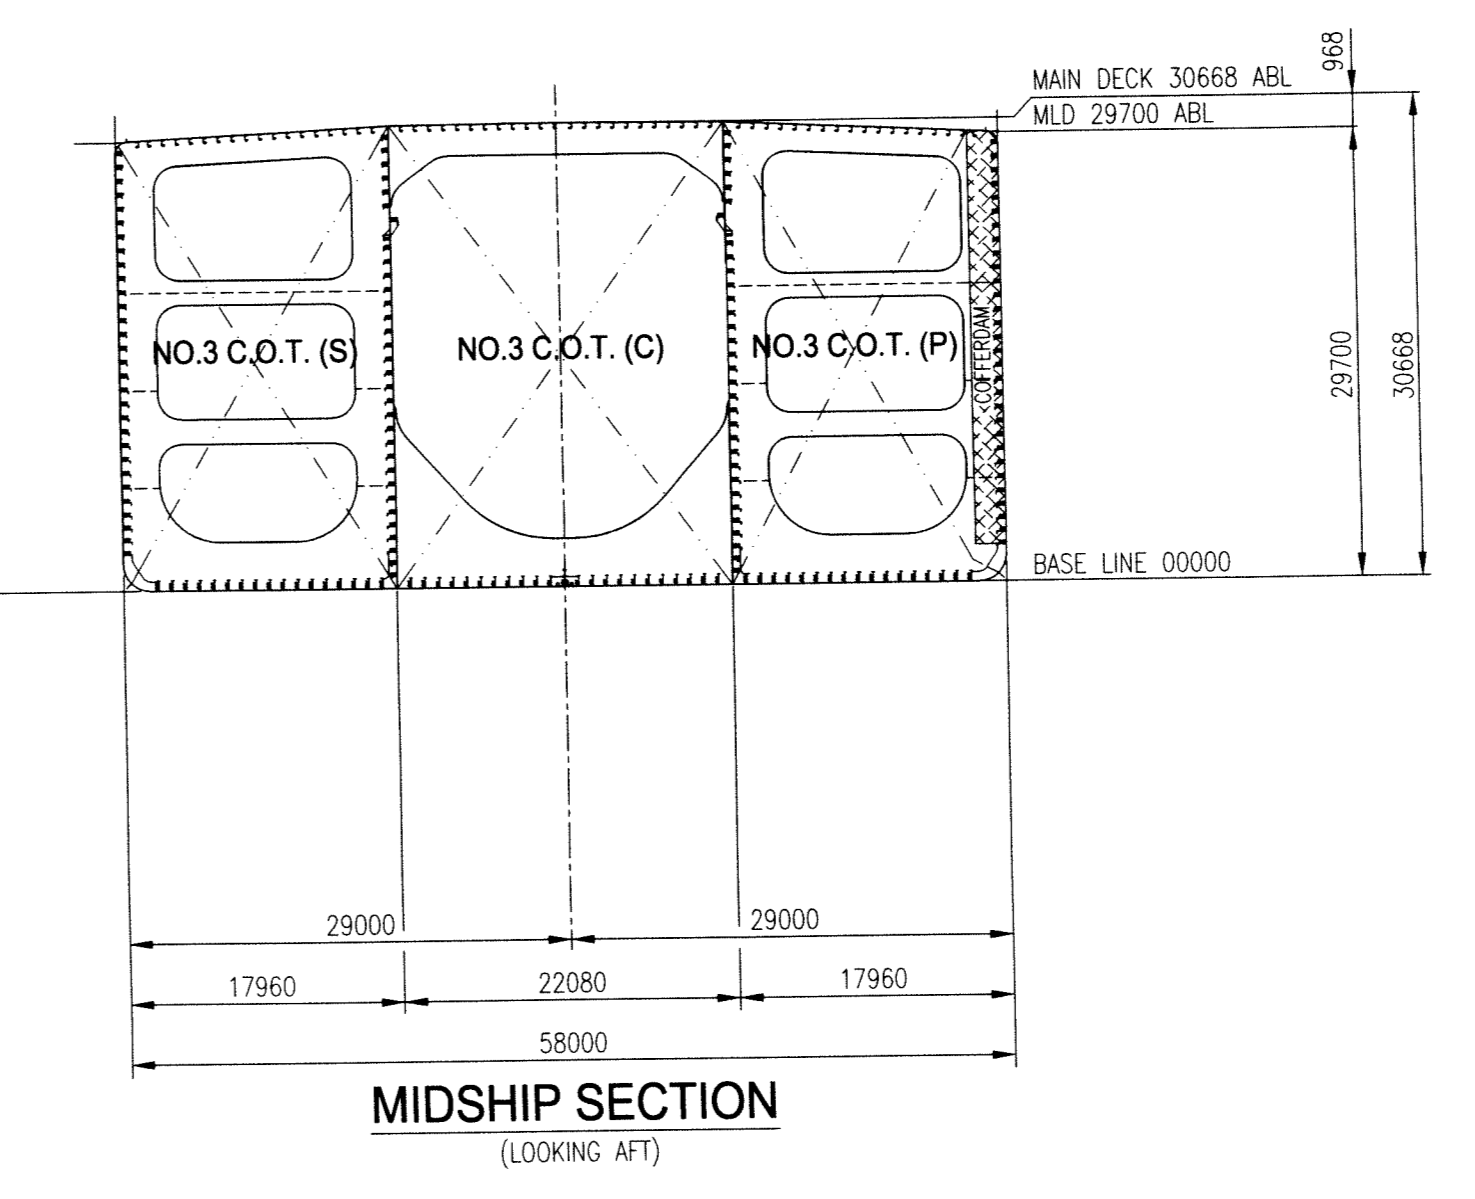 968
MAIN DECK 30668 ABL
MLD 29700 ABL
NO.3 C.O.T. (S)
NO.3 C.O.T. (C)
NO.3 C.O.T. (P)
COFFERDAM
29700
30668
BASE LINE 00000
29000
29000
17960
22080
17960
58000
MIDSHIP SECTION
(LOOKING AFT)